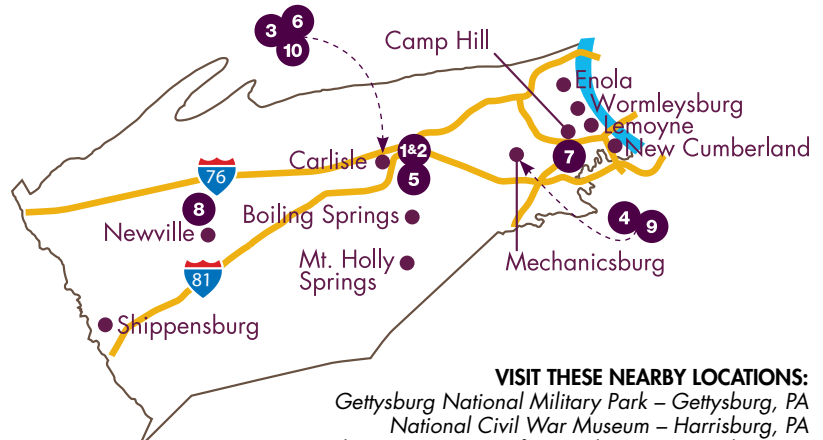 3
6
10
Camp Hill
Enola
Wormleysburg
Lemoyne
New Cumberland
Carlisle
1&2
5
7
76
8
Newville
Boiling Springs
4
9
Mt. Holly
Springs
Mechanicsburg
81
Shippensburg
VISIT THESE NEARBY LOCATIONS:
Gettysburg National Military Park – Gettysburg, PA
National Civil War Museum – Harrisburg, PA